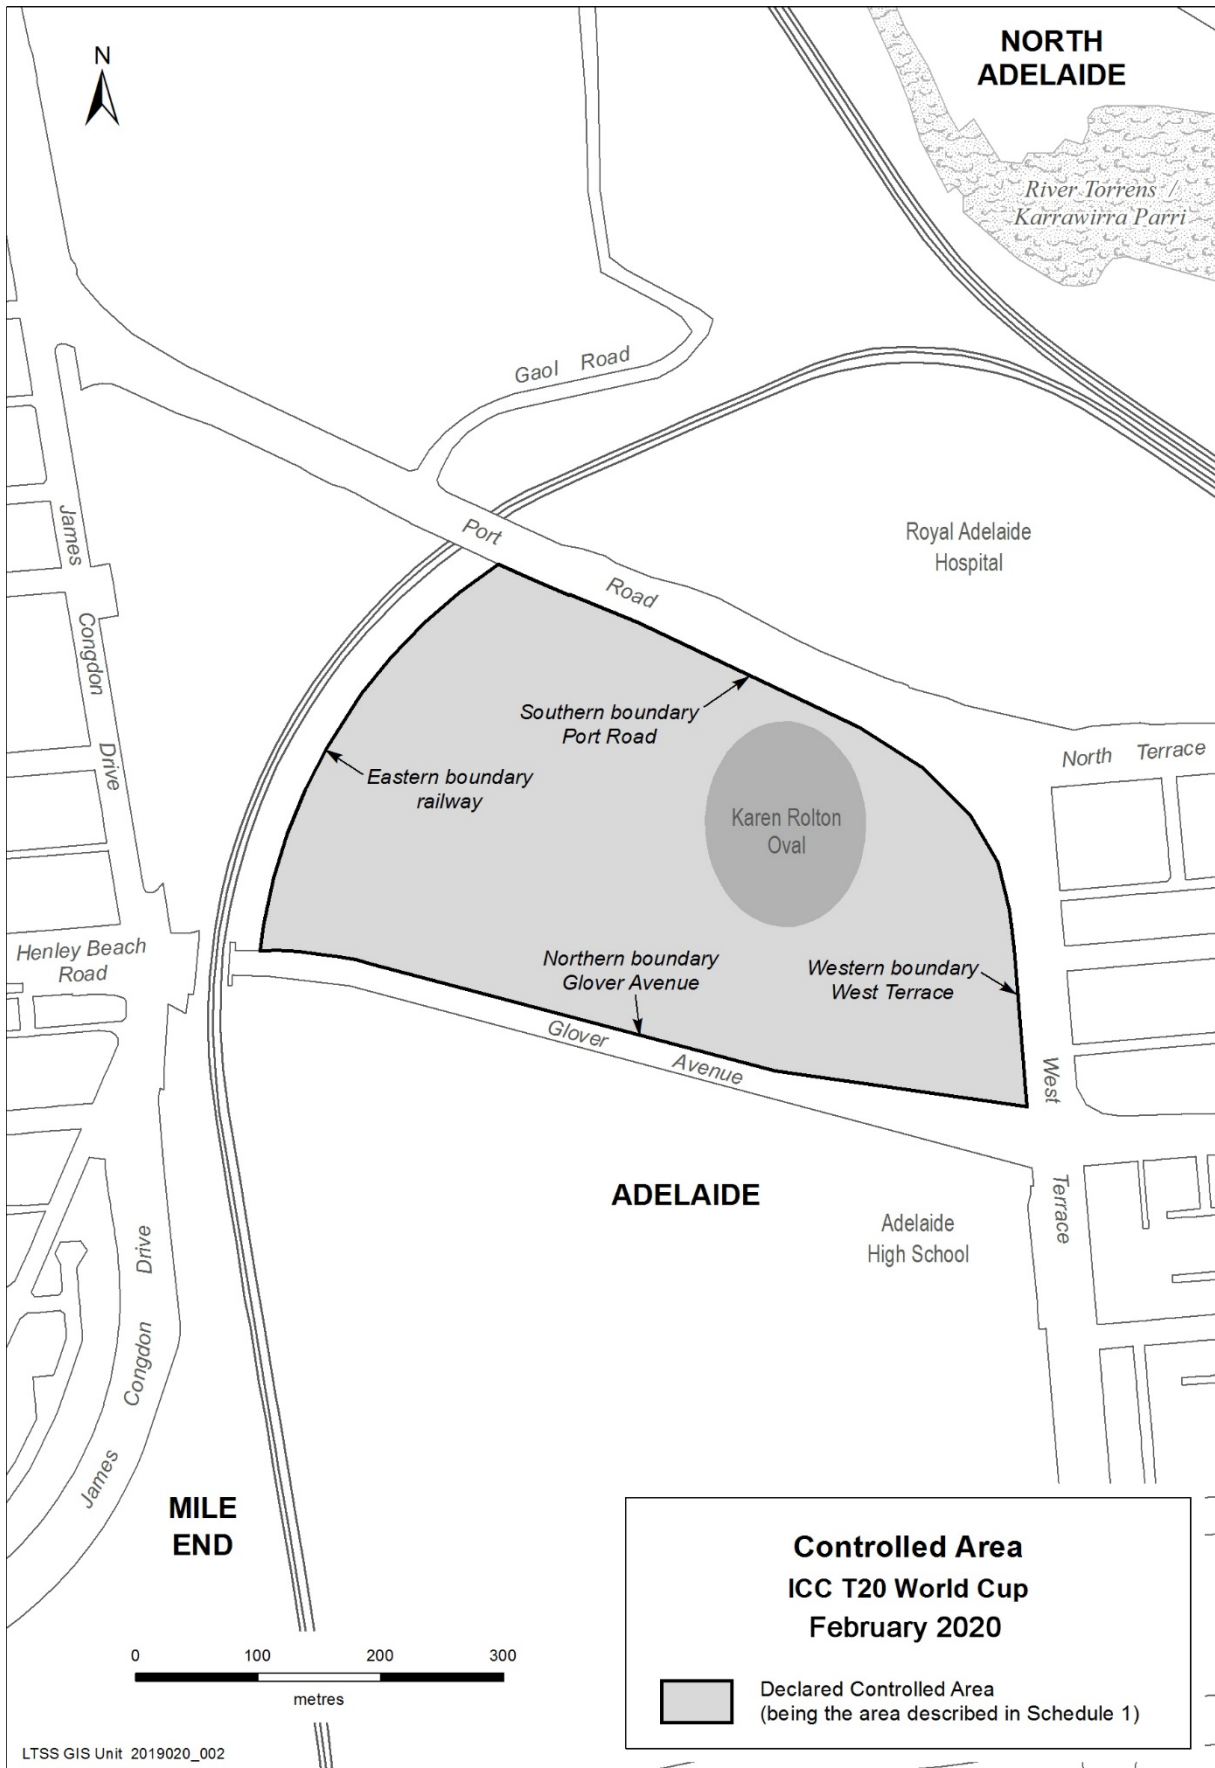 NORTH
ADELAIDE
N
River Torrens /
Karrawirra Parri
Gaol Road
Port
Road
Royal Adelaide
Hospital
James
Congdon
Drive
Southern boundary
Port Road
North Terrace
Eastern boundary
railway
Karen Rolton
Oval
Henley Beach
Road
Northern boundary
Glover Avenue
Western boundary
West Terrace
Glover
Avenue
West
Terrace
ADELAIDE
Adelaide
High School
James Congdon Drive
MILE
END
Controlled Area
ICC T20 World Cup
February 2020
Declared Controlled Area
(being the area described in Schedule 1)
0 100 200 300
metres
LTSS GIS Unit 2019020_002